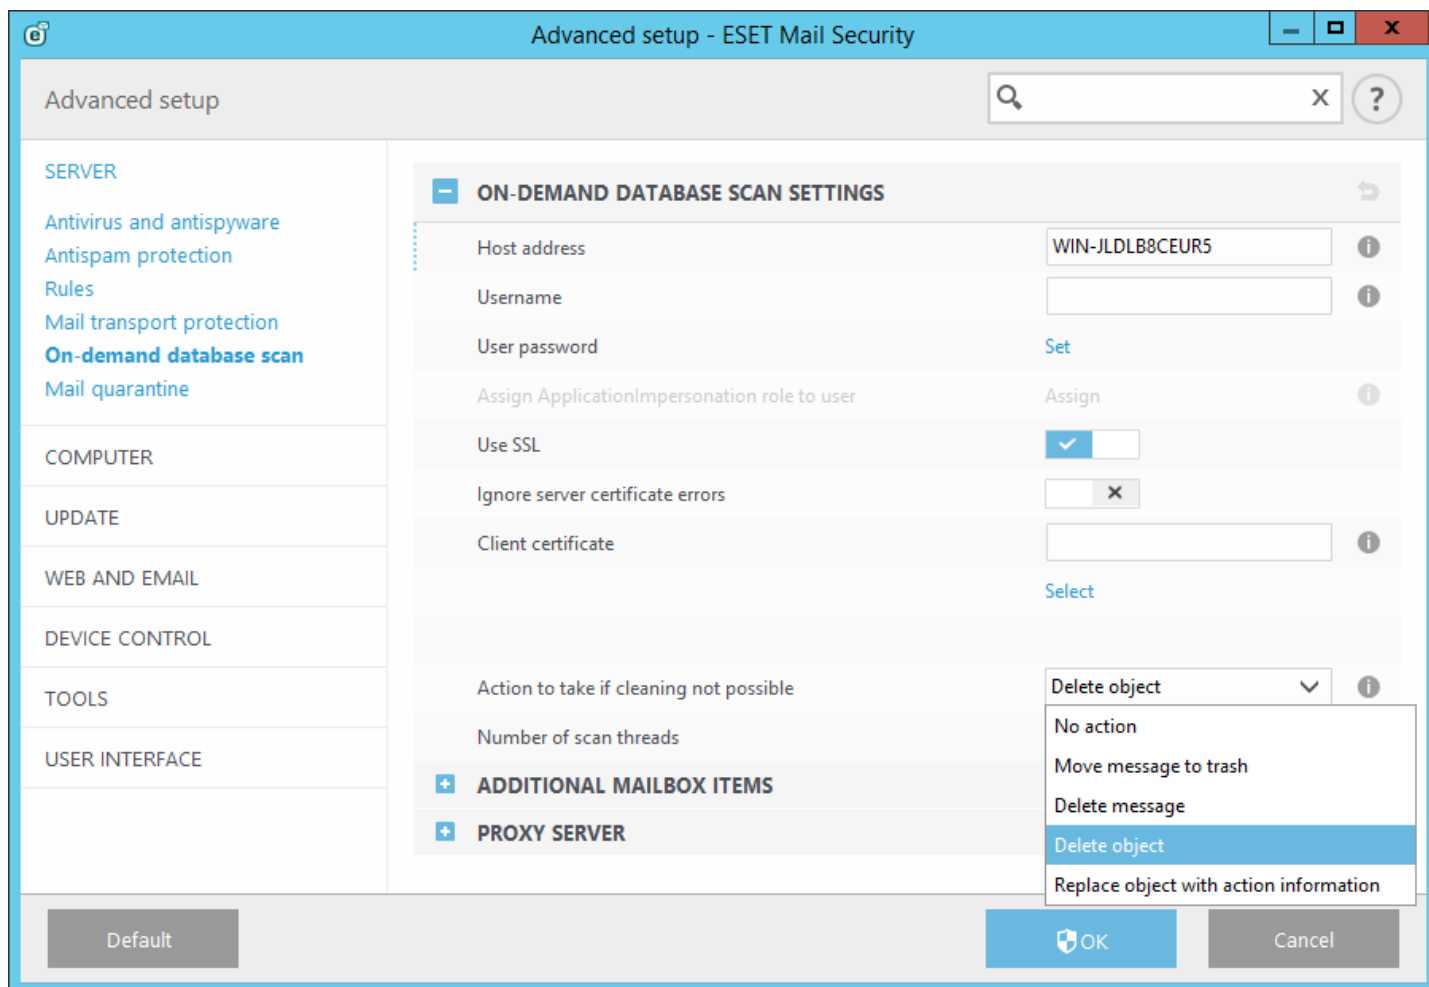 Advanced setup - ESET Mail Security
Advanced setup
SERVER
Antivirus and antispyware
Antispam protection
Rules
Mail transport protection
On-demand database scan
Mail quarantine
COMPUTER
UPDATE
WEB AND EMAIL
DEVICE CONTROL
TOOLS
USER INTERFACE
ON-DEMAND DATABASE SCAN SETTINGS
Host address WIN-JLDLB8CEUR5
Username
User password Set
Assign ApplicationImpersonation role to user Assign
Use SSL
Ignore server certificate errors
Client certificate
Select
Action to take if cleaning not possible Delete object
No action
Move message to trash
Delete message
Delete object
Replace object with action information
Number of scan threads
ADDITIONAL MAILBOX ITEMS
PROXY SERVER
Default
OK
Cancel